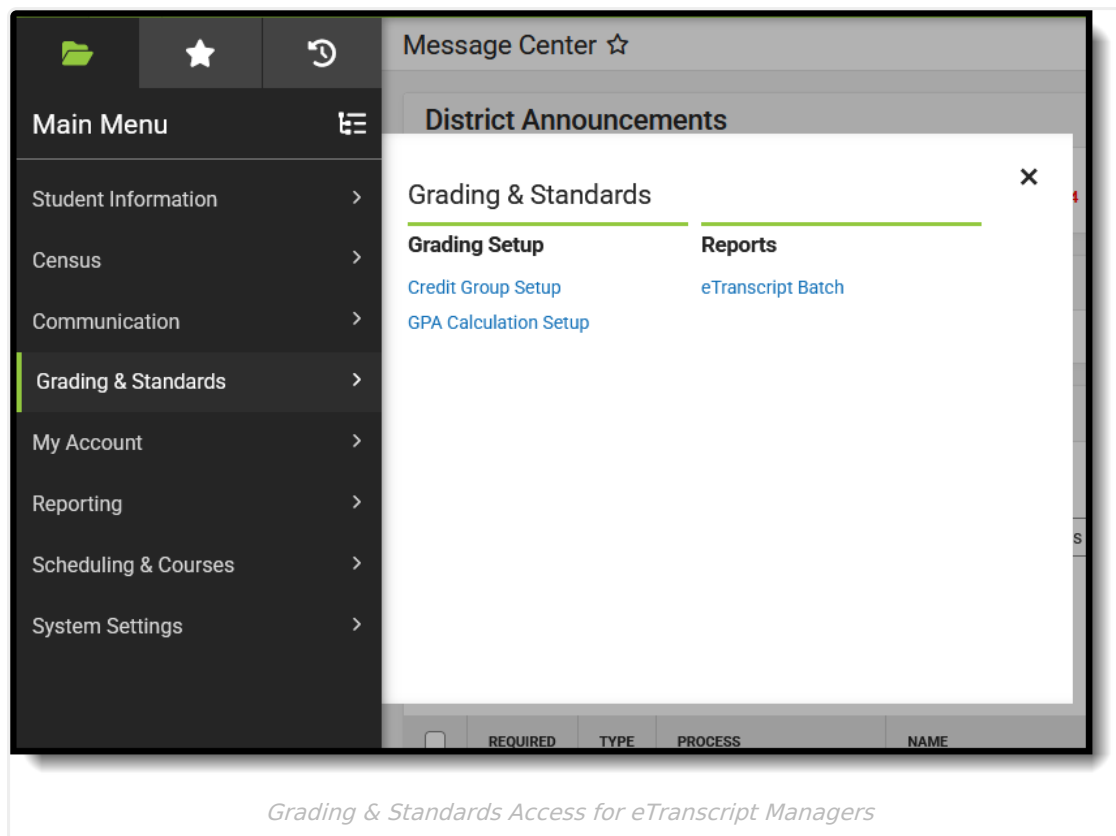 Message Center
Main Menu
District Announcements
Student Information
Census
Communication
Grading & Standards
My Account
Reporting
Scheduling & Courses
System Settings
Grading & Standards
Grading Setup
Credit Group Setup
GPA Calculation Setup
Reports
eTranscript Batch
4
s
REQUIRED TYPE PROCESS NAME
Grading & Standards Access for eTranscript Managers